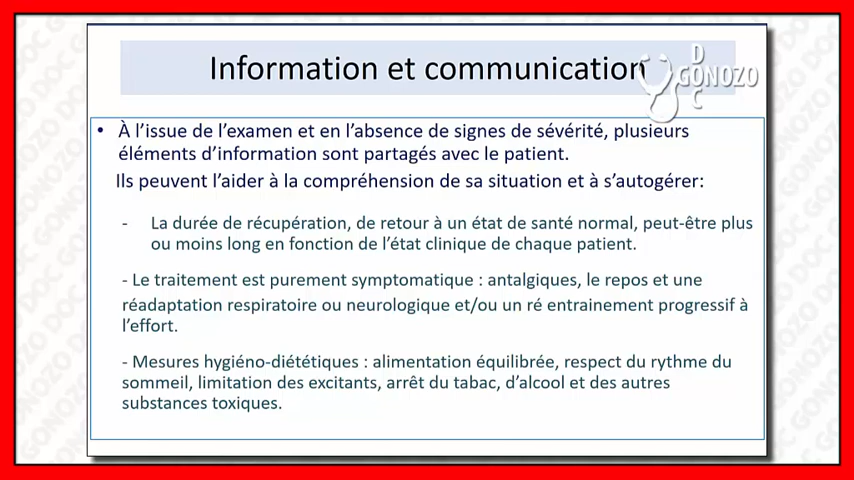 Information et communication
DOC GONOZO
• À l'issue de l'examen et en l'absence de signes de sévérité, plusieurs
éléments d'information sont partagés avec le patient.
Ils peuvent l'aider à la compréhension de sa situation et à s'autogérer:
- La durée de récupération, de retour à un état de santé normal, peut-être plus
ou moins long en fonction de l'état clinique de chaque patient.
- Le traitement est purement symptomatique : antalgiques, le repos et une
réadaptation respiratoire ou neurologique et/ou un ré entrainement progressif à
l'effort.
- Mesures hygiéno-diététiques : alimentation équilibrée, respect du rythme du
sommeil, limitation des excitants, arrêt du tabac, d'alcool et des autres
substances toxiques.